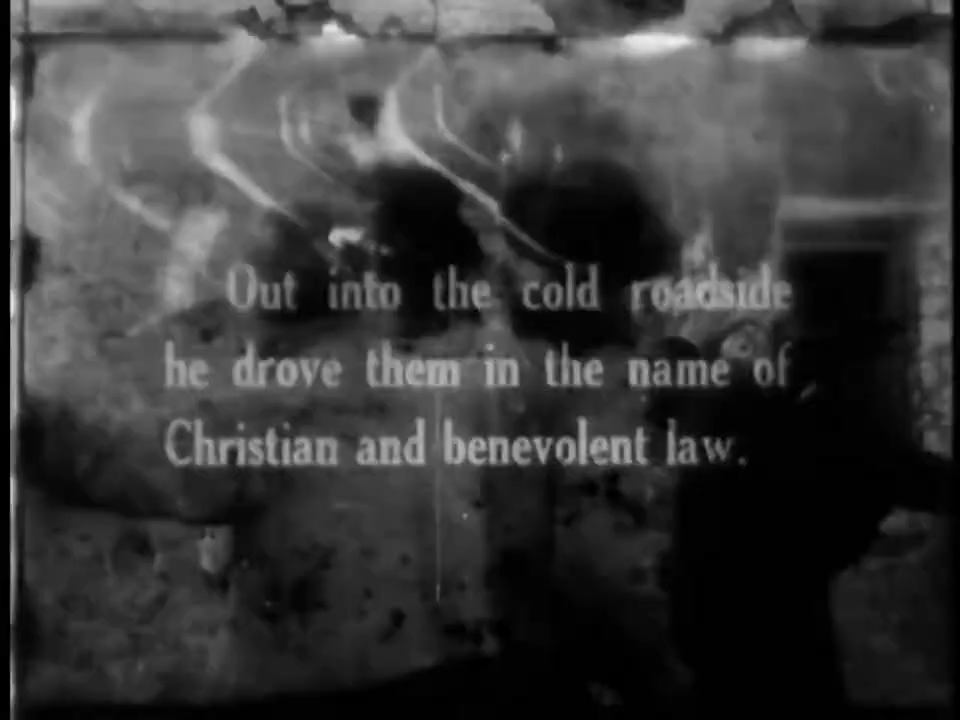 Out into the cold roadside
he drove them in the name of
Christian and benevolent law.